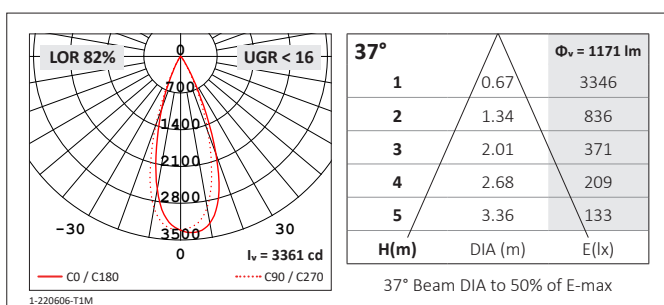 LOR 82%
UGR < 16
0
700
1400
2100
2800
3500
-30
30
0
Iᵥ = 3361 cd
C0 / C180
C90 / C270
1-220606-T1M
37°
Φᵥ = 1171 lm
1 0.67 3346
2 1.34 836
3 2.01 371
4 2.68 209
5 3.36 133
H(m) DIA (m) E(lx)
37° Beam DIA to 50% of E-max